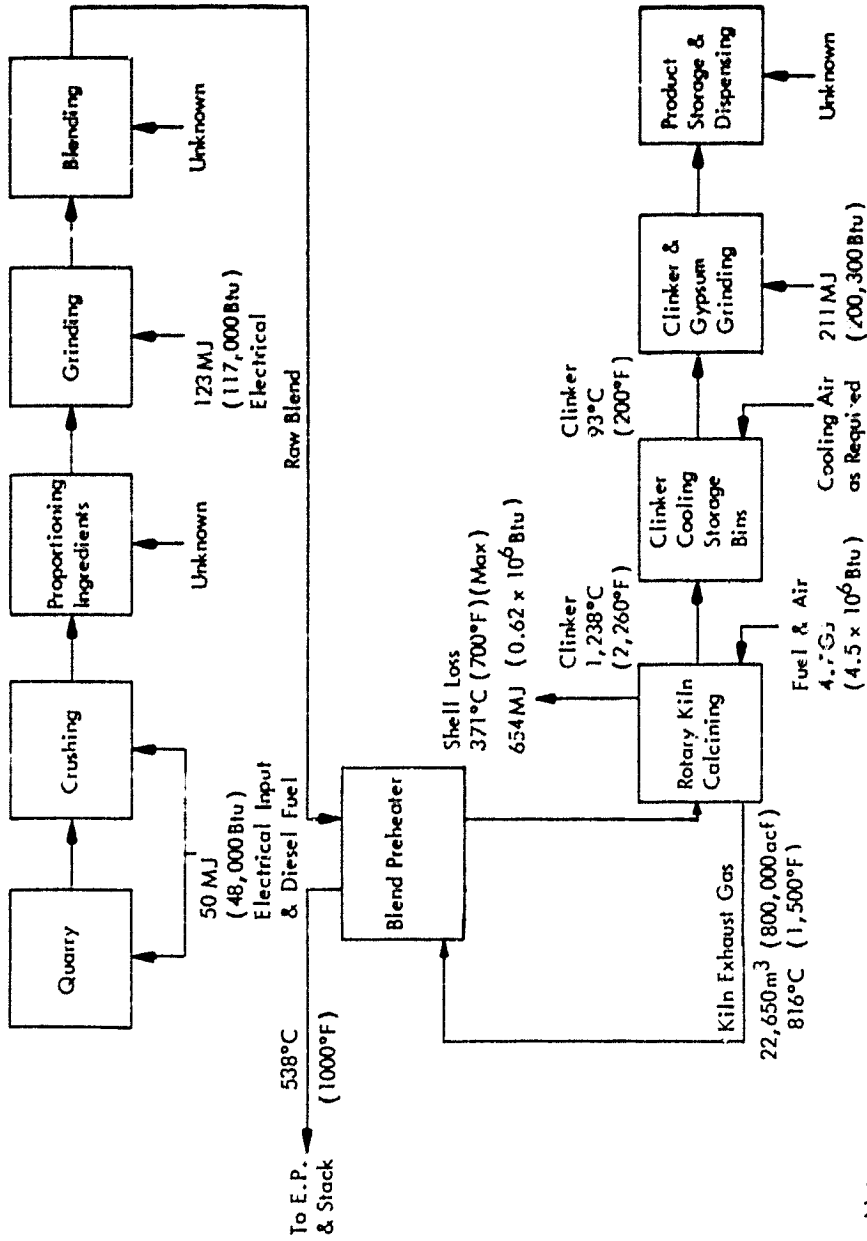 Quarry
Crushing
Proportioning
Ingredients
Grinding
Blending
50 MJ
(48,000 Btu)
Electrical Input
& Diesel Fuel
Unknown
123 MJ
(117,000 Btu)
Electrical
Unknown
Raw Blend
To E.P.
& Stack
538°C
(1000°F)
Blend Preheater
Shell Loss
371°C (700°F) (Max)
654 MJ (0.62 x 10⁶ Btu)
Kiln Exhaust Gas
22,650 m³ (800,000 acf)
816°C (1,500°F)
Rotary Kiln
Calcining
Fuel & Air
(4.5 x 10⁶ Btu)
Clinker
1,238°C
(2,260°F)
Clinker
Cooling
Storage
Bins
Cooling Air
as Required
Clinker
93°C
(200°F)
Clinker &
Gypsum
Grinding
211 MJ
(200,300 Btu)
Product
Storage &
Dispensing
Unknown